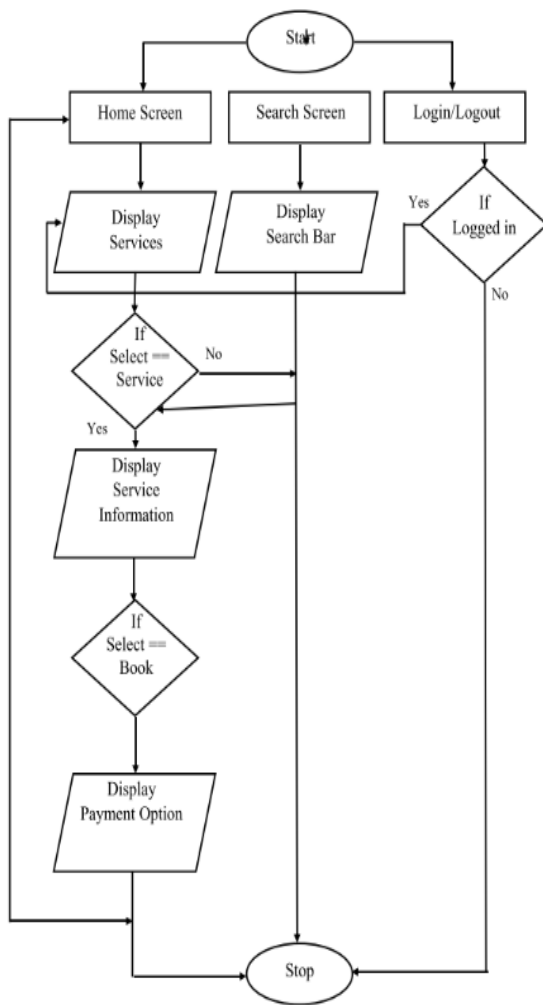 Start
Home Screen
Search Screen
Login/Logout
Display
Services
Display
Search Bar
Yes
If
Logged in
No
If
Select ==
Service
No
Yes
Display
Service
Information
If
Select ==
Book
Display
Payment Option
Stop